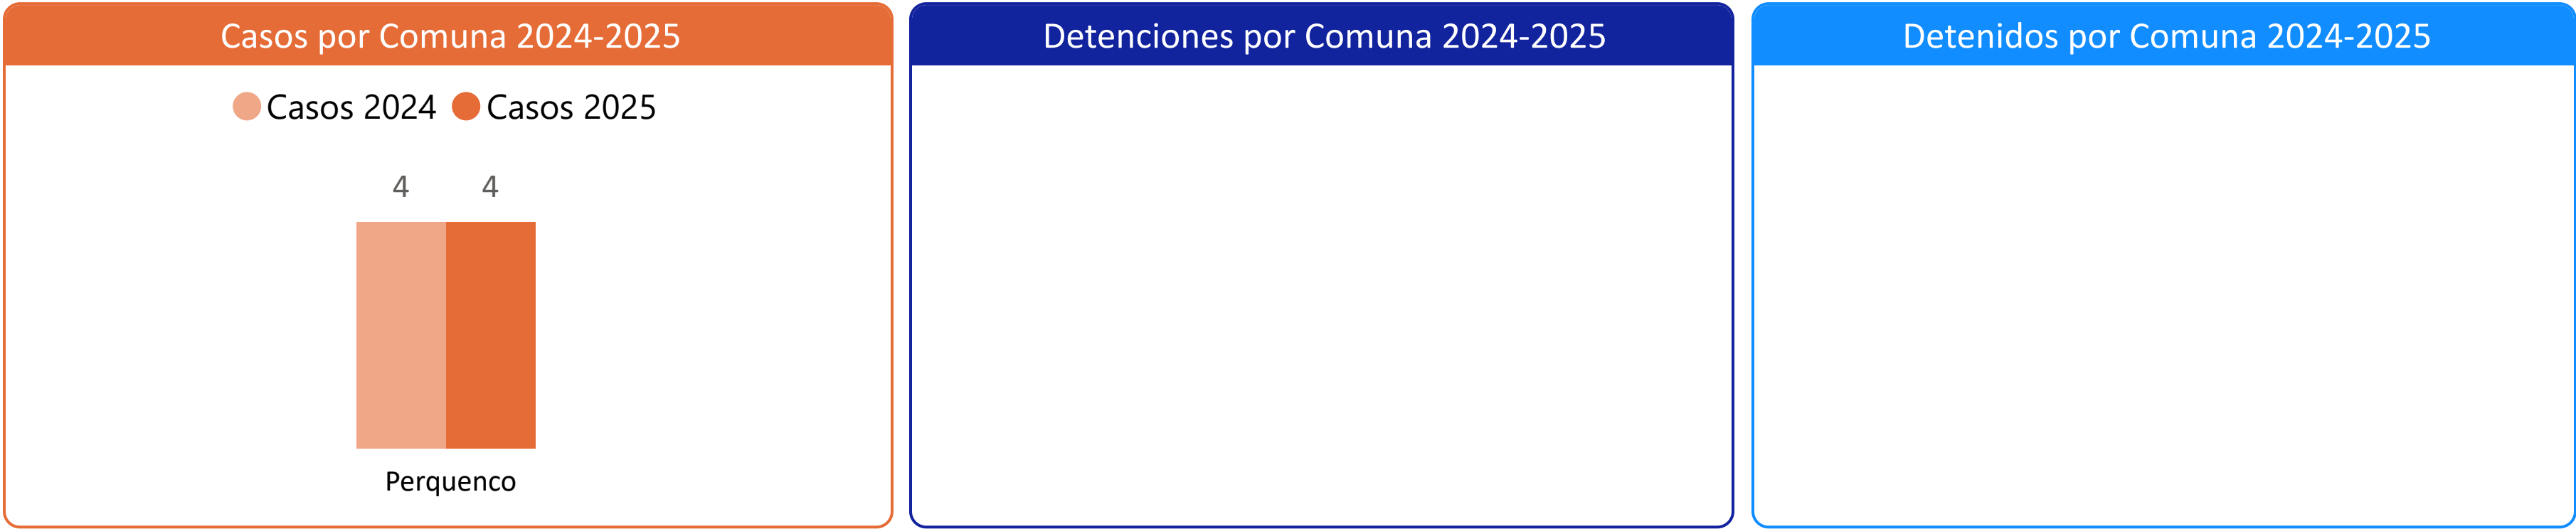 Casos por Comuna 2024-2025
Casos 2024 Casos 2025
4 4
Perquenco
Detenciones por Comuna 2024-2025
Detenidos por Comuna 2024-2025